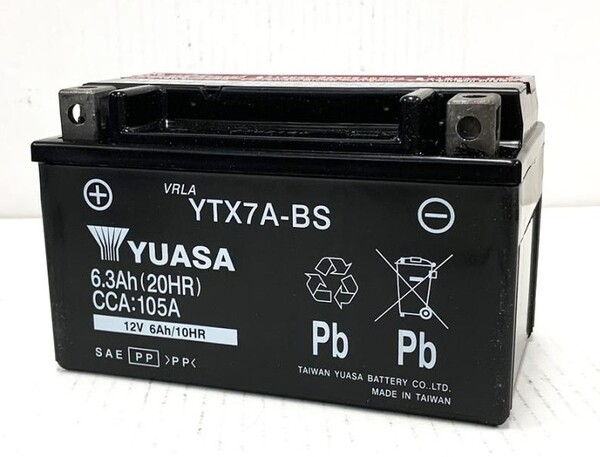 VRLA
YTX7A-BS
YUASA
6.3Ah(20HR)
CCA:105A
12V 6Ah/10HR
SAE PP >PP<
Pb Pb
TAIWAN YUASA BATTERY CO.,LTD.
MADE IN TAIWAN